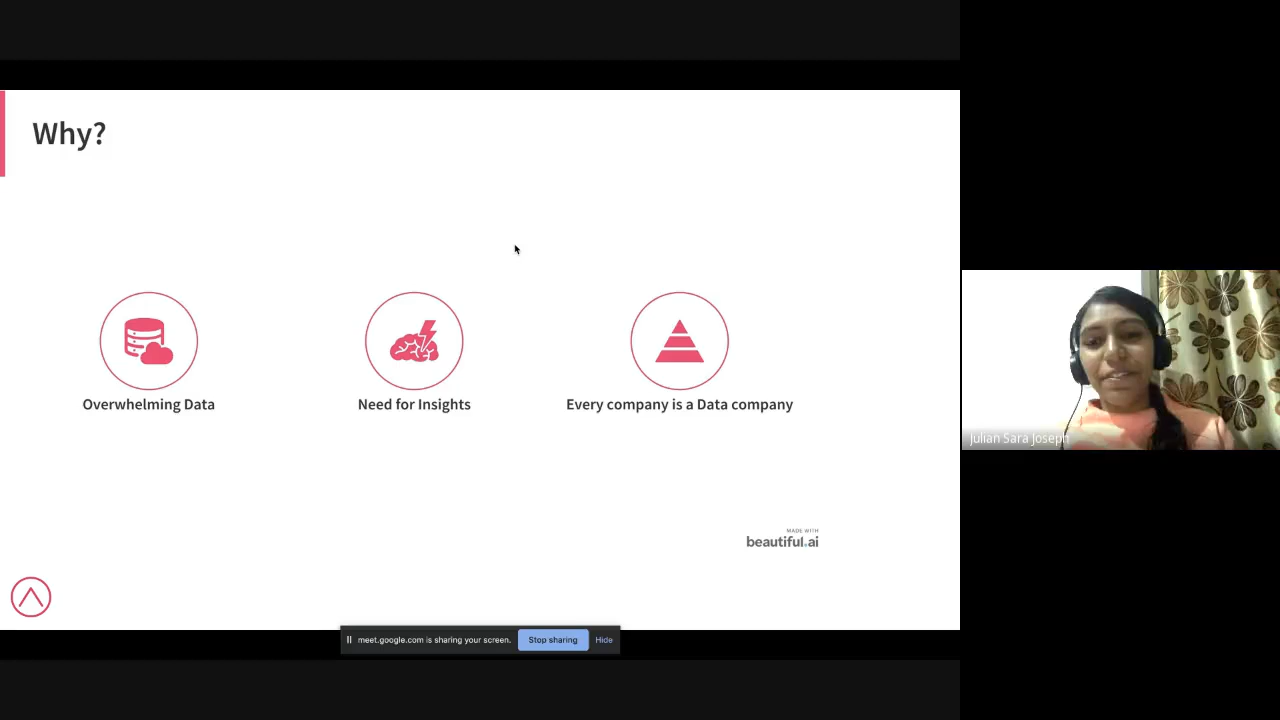 Why?
Overwhelming Data
Need for Insights
Every company is a Data company
MADE WITH
beautiful.ai
Julian Sara Joseph
meet.google.com is sharing your screen.
Stop sharing
Hide